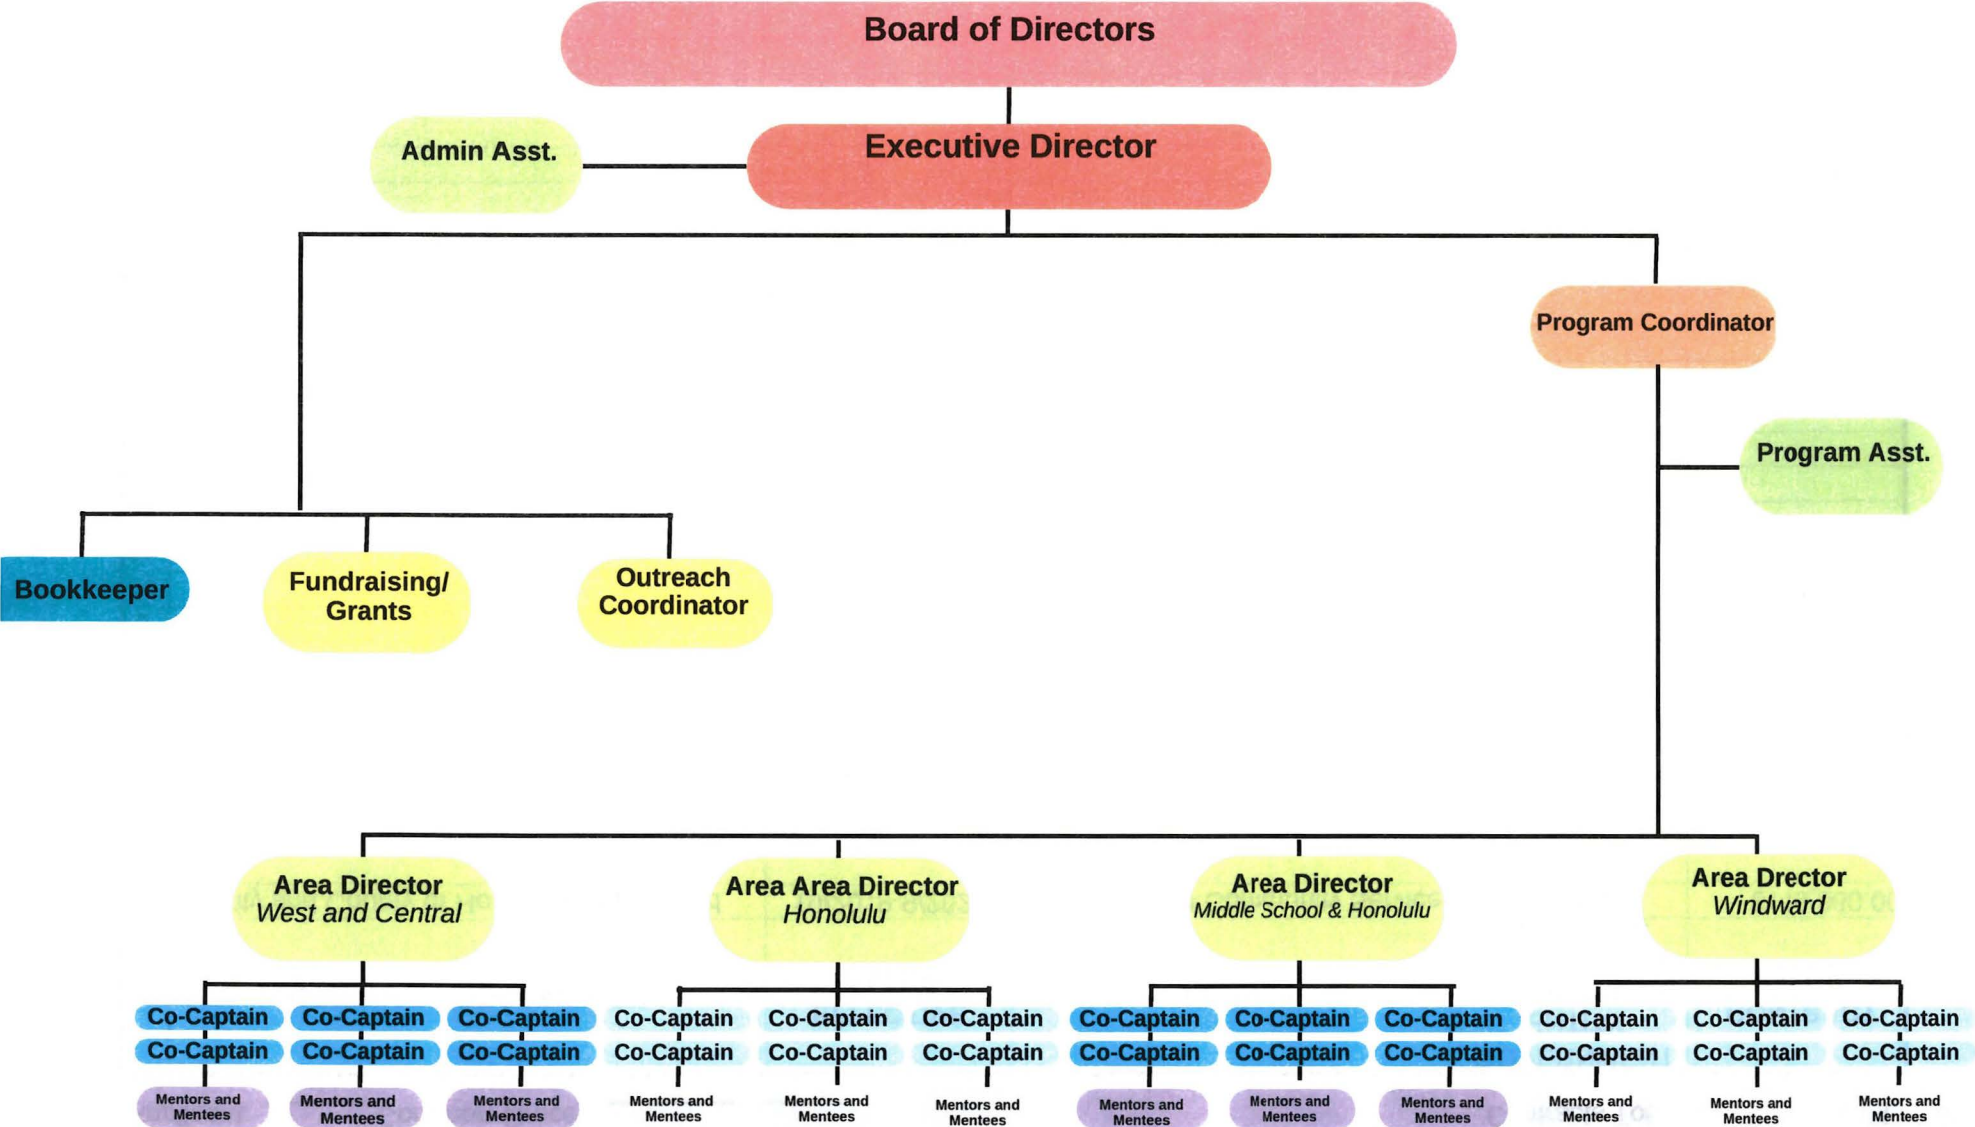 Board of Directors
Admin Asst.
Executive Director
Program Coordinator
Program Asst.
Bookkeeper
Fundraising/
Grants
Outreach
Coordinator
Area Director
West and Central
Area Area Director
Honolulu
Area Director
Middle School & Honolulu
Area Drector
Windward
Co-Captain Co-Captain Co-Captain Co-Captain Co-Captain Co-Captain Co-Captain Co-Captain Co-Captain Co-Captain Co-Captain Co-Captain
Co-Captain Co-Captain Co-Captain Co-Captain Co-Captain Co-Captain Co-Captain Co-Captain Co-Captain Co-Captain Co-Captain Co-Captain
Mentors and Mentors and Mentors and Mentors and Mentors and Mentors and Mentors and Mentors and Mentors and Mentors and Mentors and Mentors and
Mentees Mentees Mentees Mentees Mentees Mentees Mentees Mentees Mentees Mentees Mentees Mentees